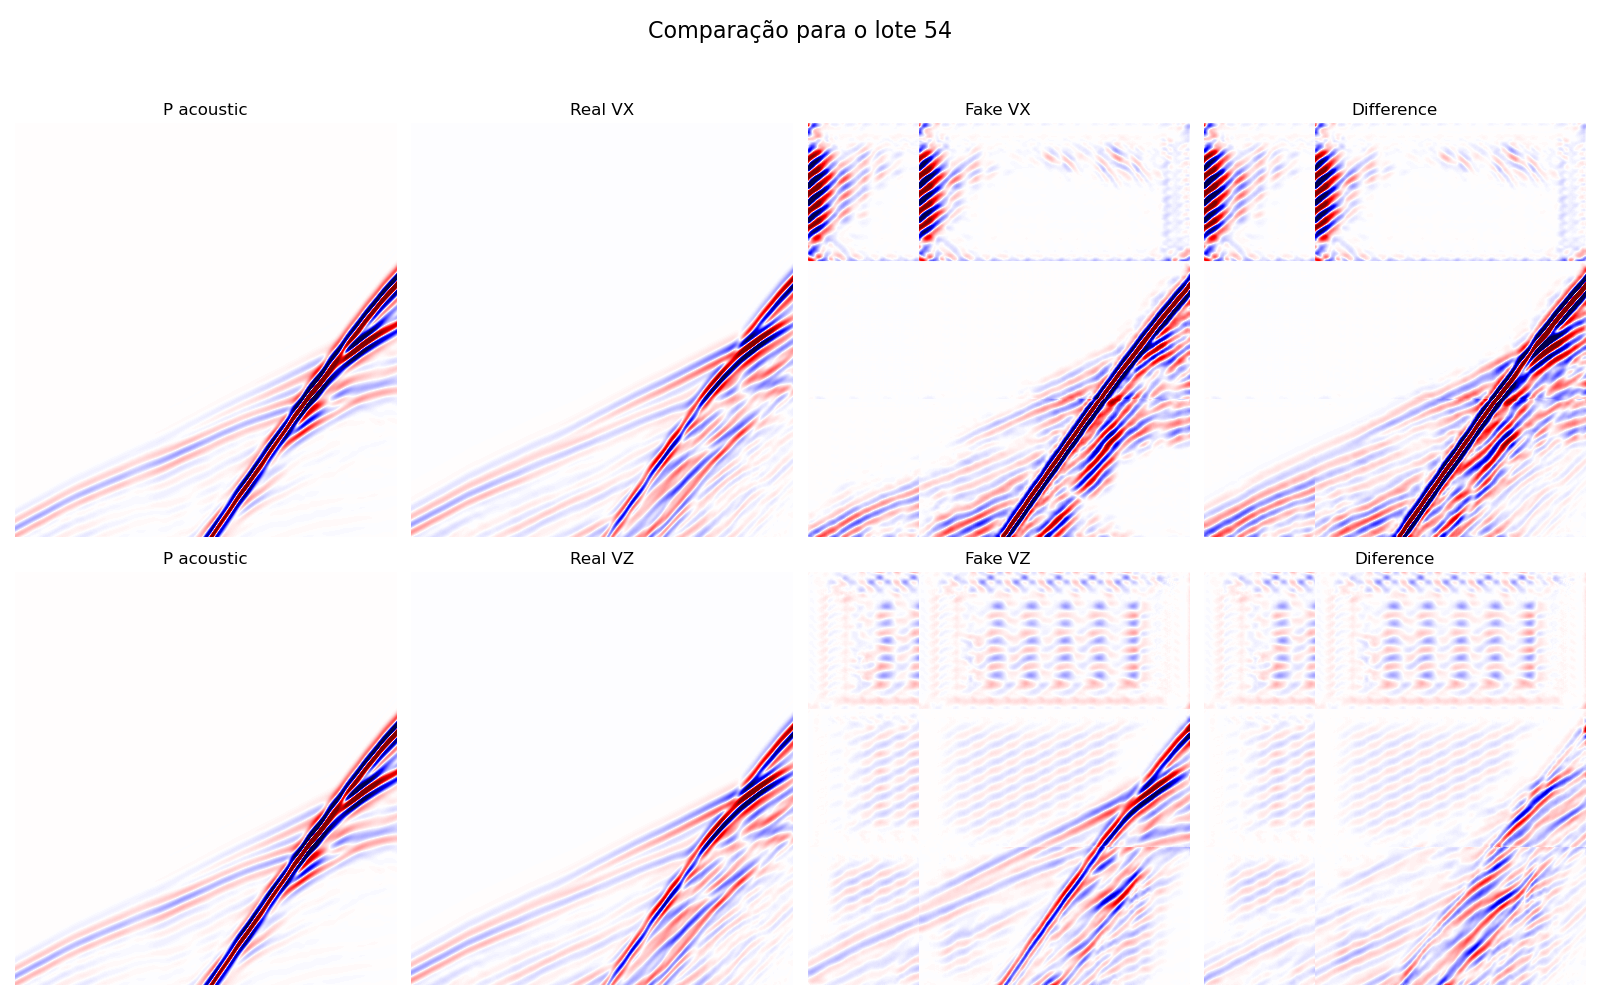 Comparação para o lote 54
P acoustic
Real VX
Fake VX
Difference
P acoustic
Real VZ
Fake VZ
Diference